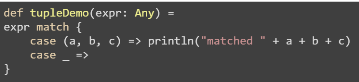 def tupleDemo(expr: Any) =
expr match {
    case (a, b, c) => println("matched " + a + b + c)
    case _ =>
}